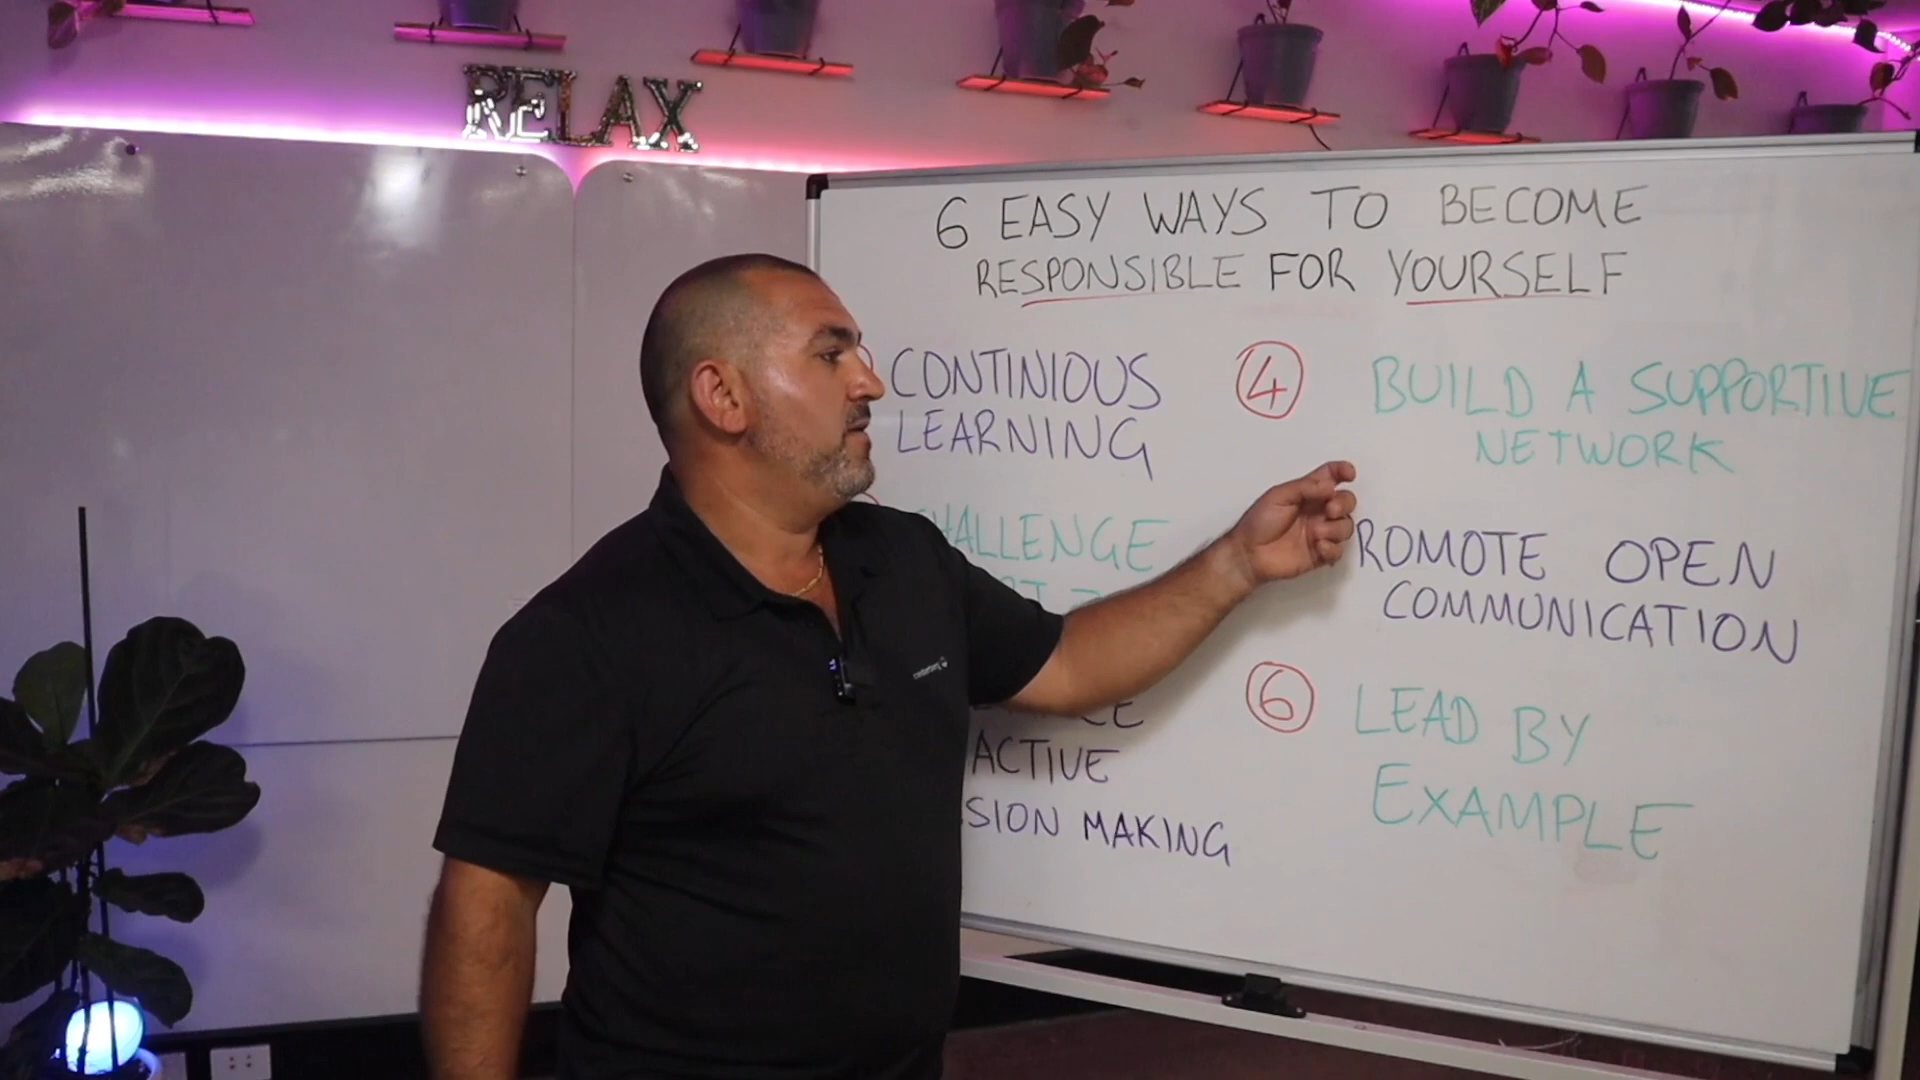 RELAX
6 EASY WAYS TO BECOME
RESPONSIBLE FOR YOURSELF
CONTINIOUS
LEARNING
HALLENGE
ACTIVE
SION MAKING
4 BUILD A SUPPORTIVE
NETWORK
ROMOTE OPEN
COMMUNICATION
6 LEAD BY
EXAMPLE